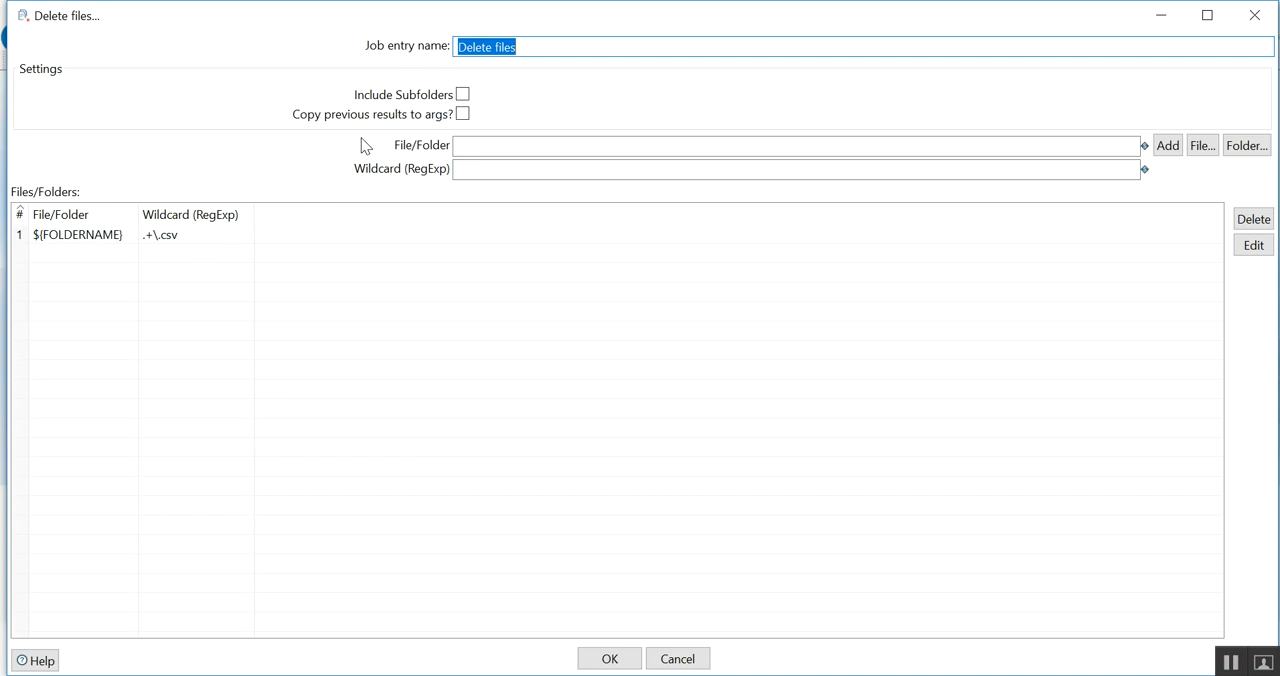 Delete files...
Job entry name: Delete files
Settings
Include Subfolders
Copy previous results to args?
File/Folder Add File... Folder...
Wildcard (RegExp)
Files/Folders:
# File/Folder Wildcard (RegExp) Delete
1 ${FOLDERNAME} .+\.csv Edit
Help OK Cancel